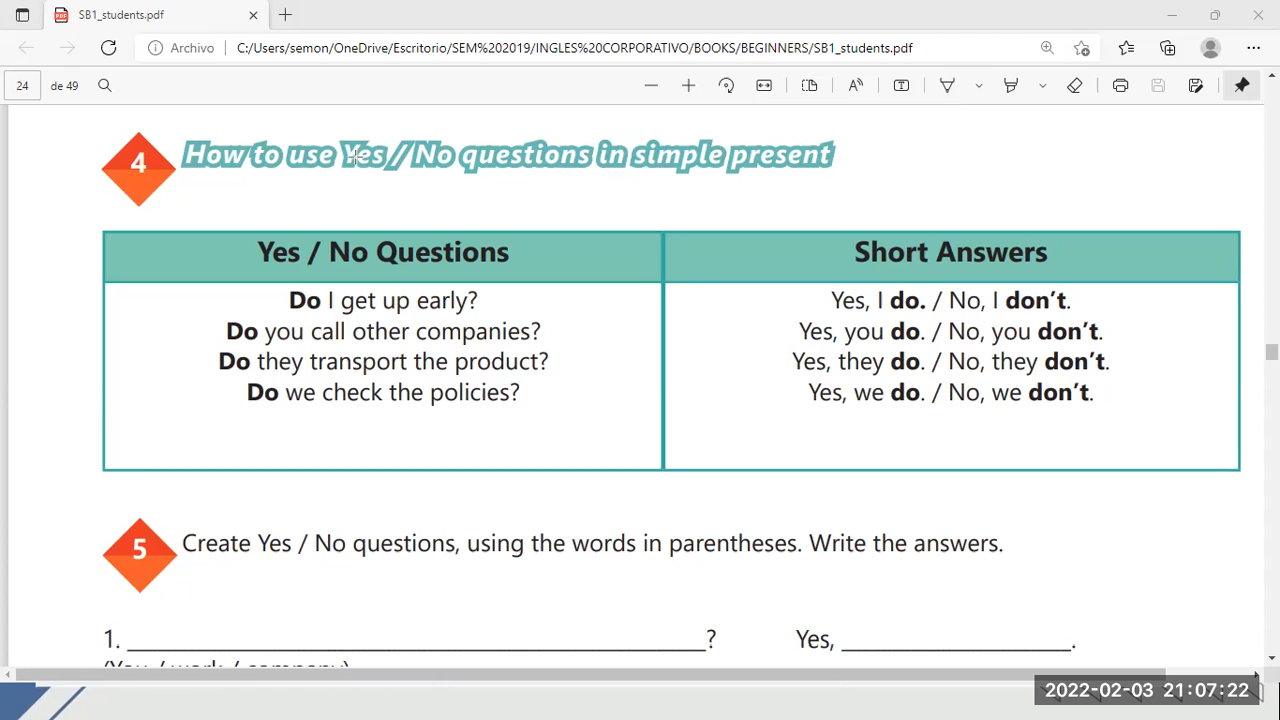 SB1_students.pdf
Archivo C:/Users/semon/OneDrive/Escritorio/SEM%202019/INGLES%20CORPORATIVO/BOOKS/BEGINNERS/SB1_students.pdf
24 de 49
4 How to use Yes / No questions in simple present
Yes / No Questions
Do I get up early?
Do you call other companies?
Do they transport the product?
Do we check the policies?
Short Answers
Yes, I do. / No, I don't.
Yes, you do. / No, you don't.
Yes, they do. / No, they don't.
Yes, we do. / No, we don't.
5 Create Yes / No questions, using the words in parentheses. Write the answers.
1. ______________________________________________? Yes, __________________.
(You / work / company)
2022-02-03 21:07:22